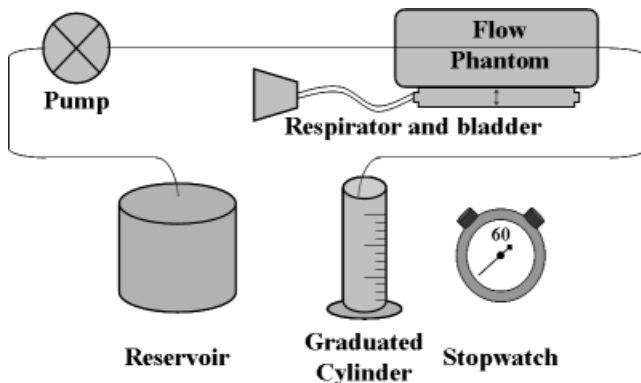 Flow
Phantom
Pump
Respirator and bladder
60
Reservoir
Graduated
Cylinder
Stopwatch